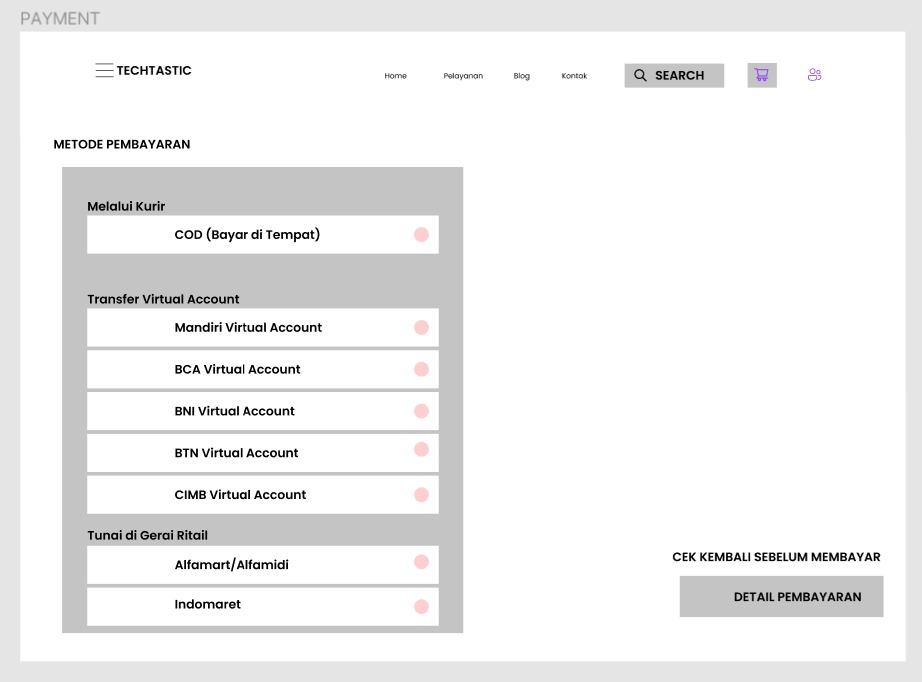 PAYMENT
TECHTASTIC
Home
Pelayanan
Blog
Kontak
SEARCH
METODE PEMBAYARAN
Melalui Kurir
COD (Bayar di Tempat)
Transfer Virtual Account
Mandiri Virtual Account
BCA Virtual Account
BNI Virtual Account
BTN Virtual Account
CIMB Virtual Account
Tunai di Gerai Ritail
Alfamart/Alfamidi
Indomaret
CEK KEMBALI SEBELUM MEMBAYAR
DETAIL PEMBAYARAN